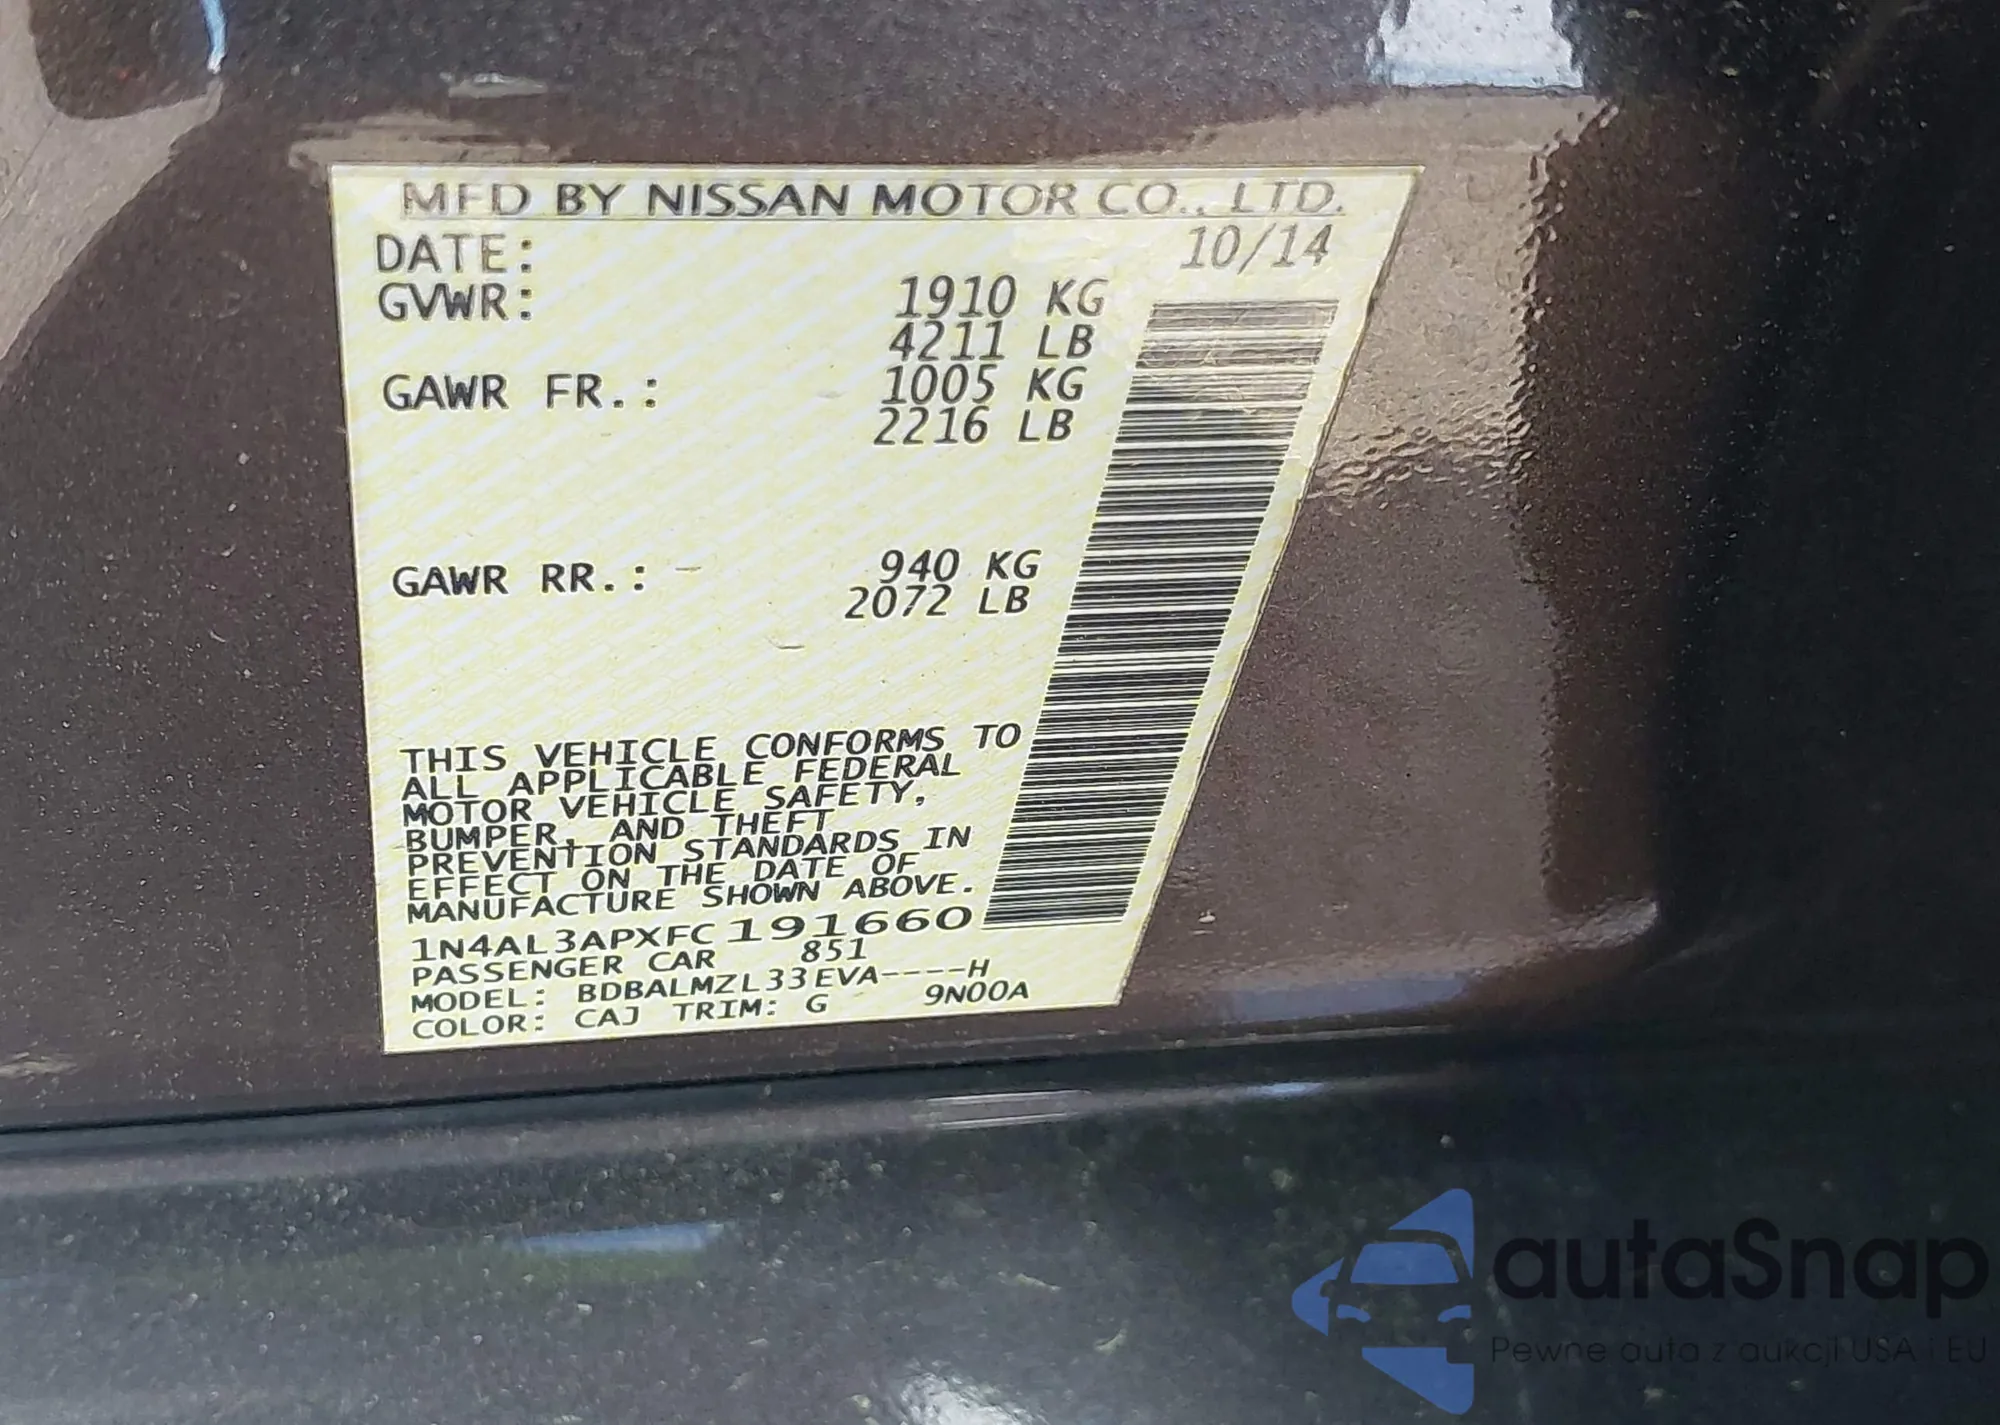 MFD BY NISSAN MOTOR CO., LTD.
DATE: 10/14
GVWR: 1910 KG
4211 LB
GAWR FR.: 1005 KG
2216 LB
GAWR RR.: 940 KG
2072 LB
THIS VEHICLE CONFORMS TO
ALL APPLICABLE FEDERAL
MOTOR VEHICLE SAFETY,
BUMPER, AND THEFT
PREVENTION STANDARDS IN
EFFECT ON THE DATE OF
MANUFACTURE SHOWN ABOVE.
1N4AL3APXFC191660
PASSENGER CAR 851
MODEL: BDBALMZL33EVA----H
COLOR: CAJ TRIM: G 9N00A
autaSnap
Pewne auta z aukcji USA i EU